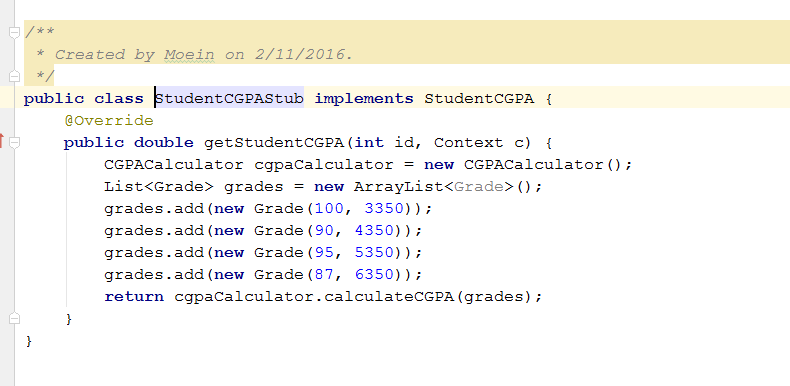 /**
 * Created by Moein on 2/11/2016.
 */
public class StudentCGPAStub implements StudentCGPA {
    @Override
    public double getStudentCGPA(int id, Context c) {
        CGPACalculator cgpaCalculator = new CGPACalculator();
        List<Grade> grades = new ArrayList<Grade>();
        grades.add(new Grade(100, 3350));
        grades.add(new Grade(90, 4350));
        grades.add(new Grade(95, 5350));
        grades.add(new Grade(87, 6350));
        return cgpaCalculator.calculateCGPA(grades);
    }
}